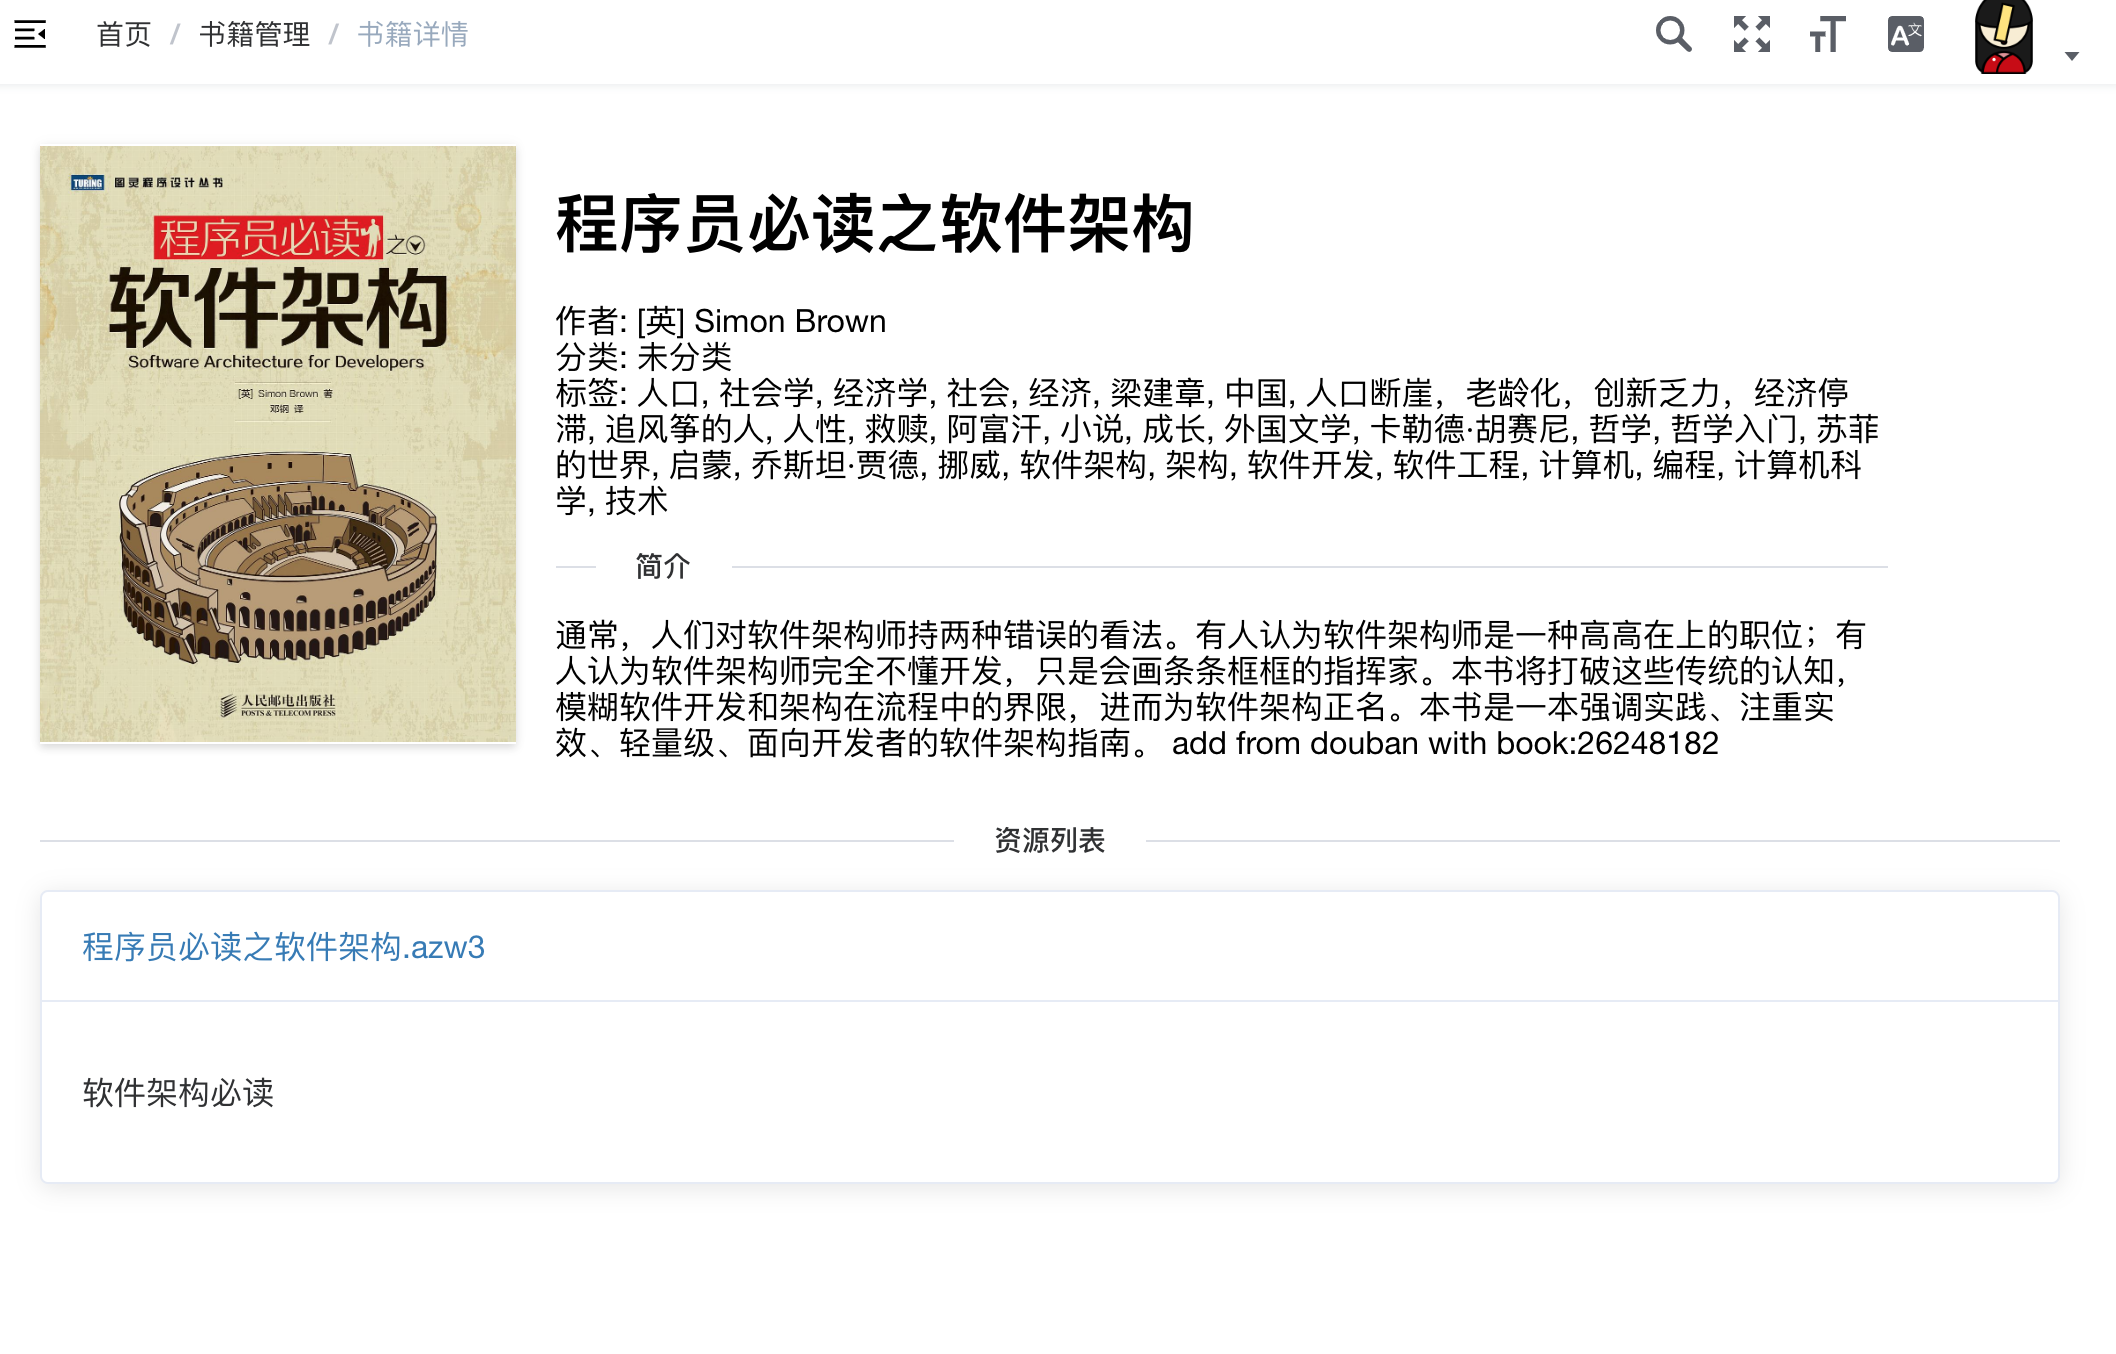 首页 / 书籍管理 / 书籍详情
TURING 图灵程序设计丛书
程序员必读之
软件架构
Software Architecture for Developers
[英] Simon Brown 著
邓钢 译
人民邮电出版社
POSTS & TELECOM PRESS
程序员必读之软件架构
作者: [英] Simon Brown
分类: 未分类
标签: 人口, 社会学, 经济学, 社会, 经济, 梁建章, 中国, 人口断崖，老龄化，创新乏力，经济停
滞, 追风筝的人, 人性, 救赎, 阿富汗, 小说, 成长, 外国文学, 卡勒德·胡赛尼, 哲学, 哲学入门, 苏菲
的世界, 启蒙, 乔斯坦·贾德, 挪威, 软件架构, 架构, 软件开发, 软件工程, 计算机, 编程, 计算机科
学, 技术
简介
通常，人们对软件架构师持两种错误的看法。有人认为软件架构师是一种高高在上的职位；有
人认为软件架构师完全不懂开发，只是会画条条框框的指挥家。本书将打破这些传统的认知，
模糊软件开发和架构在流程中的界限，进而为软件架构正名。本书是一本强调实践、注重实
效、轻量级、面向开发者的软件架构指南。 add from douban with book:26248182
资源列表
程序员必读之软件架构.azw3
软件架构必读